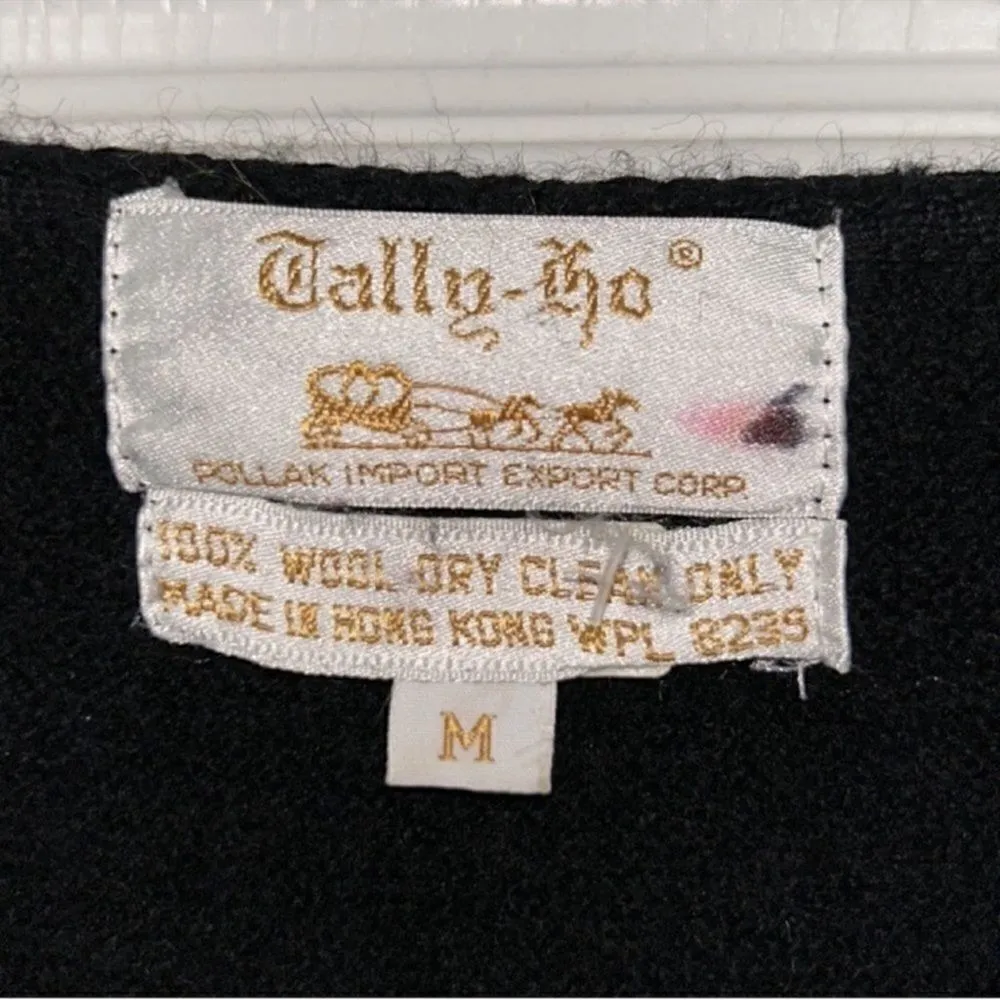 Tally-Ho ®
POLLAK IMPORT EXPORT CORP.
100% WOOL DRY CLEAN ONLY
MADE IN HONG KONG WPL 8235
M